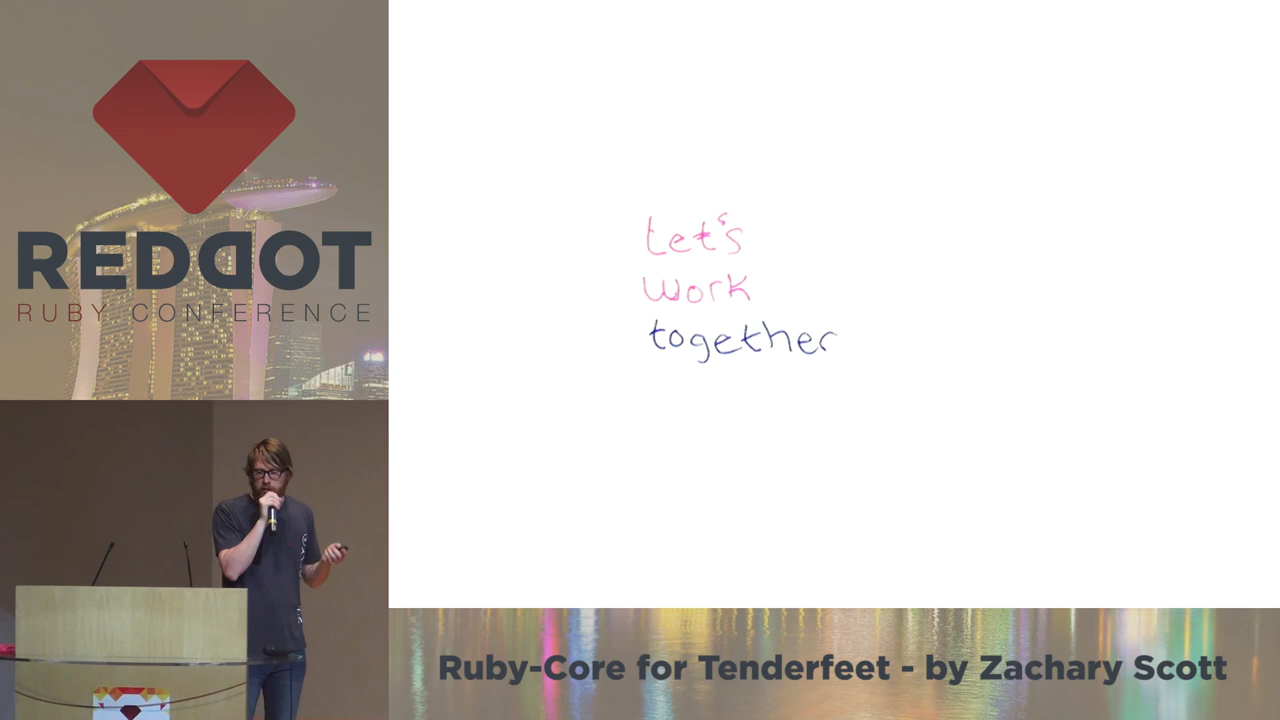 REDDOT
RUBY CONFERENCE
Let's
work
together
Ruby-Core for Tenderfeet - by Zachary Scott